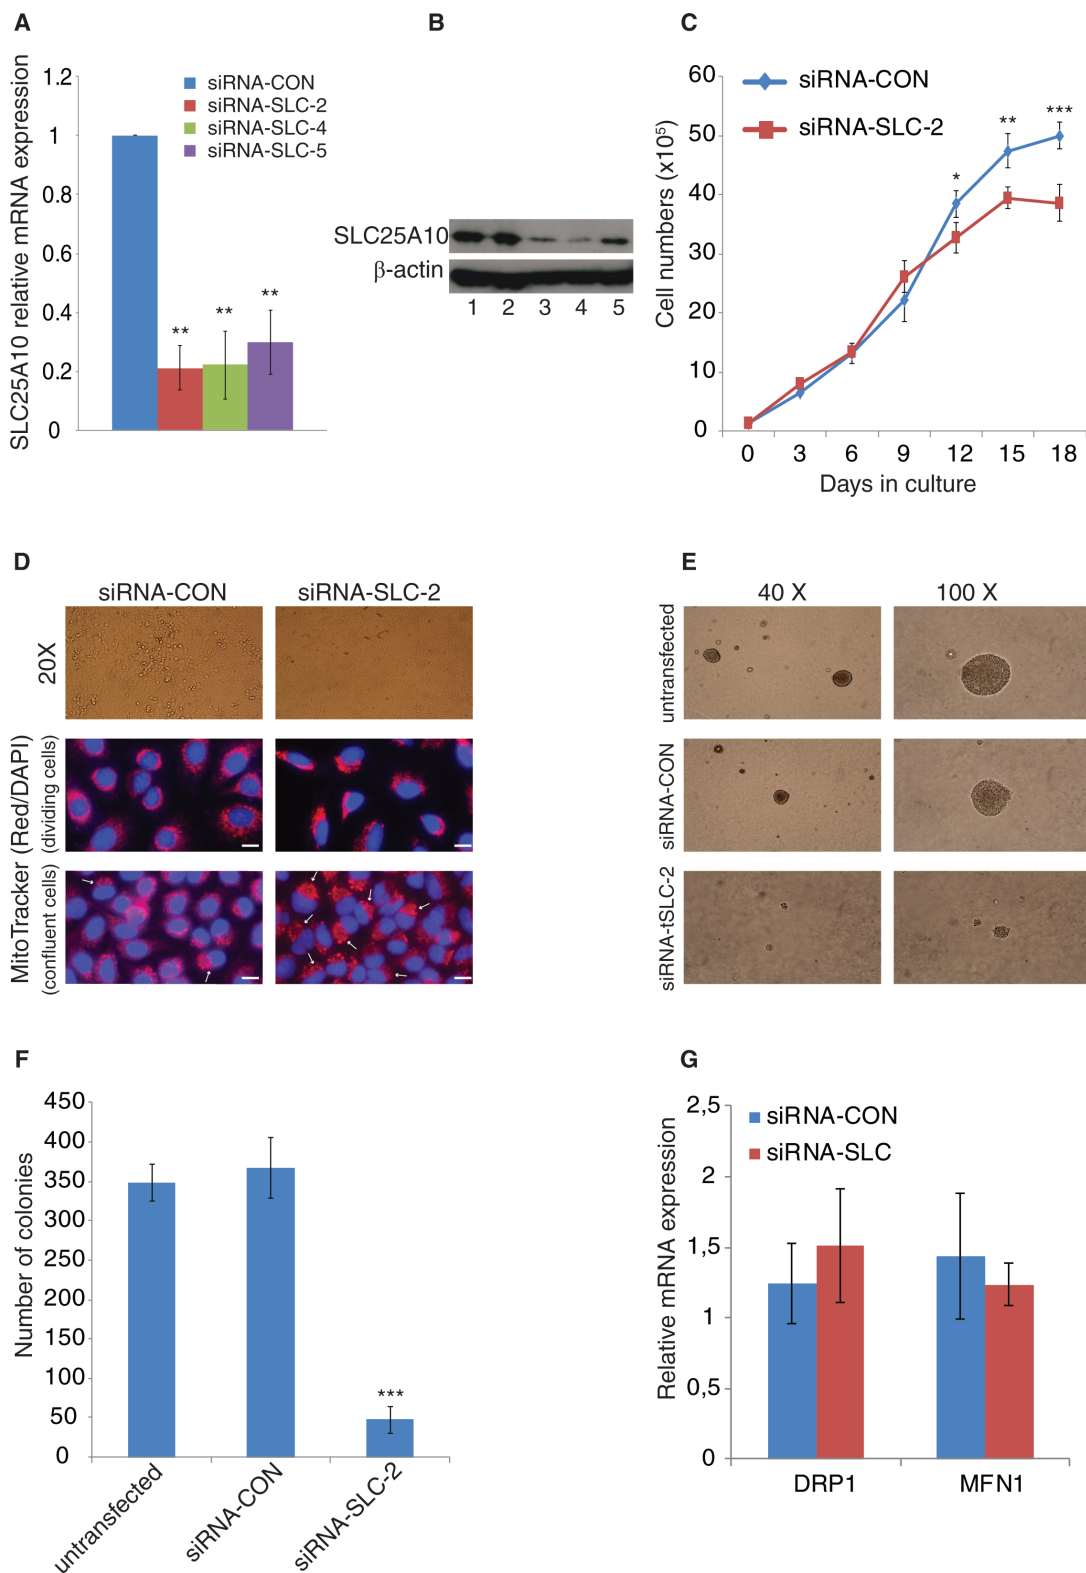 A
SLC25A10 relative mRNA expression
1.2
1
0.8
0.6
0.4
0.2
0
siRNA-CON
siRNA-SLC-2
siRNA-SLC-4
siRNA-SLC-5
**
**
**
B
SLC25A10
β-actin
1 2 3 4 5
C
Cell numbers (x10⁵)
60
50
40
30
20
10
0
siRNA-CON
siRNA-SLC-2
*
**
***
0 3 6 9 12 15 18
Days in culture
D
siRNA-CON siRNA-SLC-2
20X
MitoTracker (Red/DAPI)
(dividing cells)
(confluent cells)
E
40 X 100 X
untransfected
siRNA-CON
siRNA-tSLC-2
F
Number of colonies
450
400
350
300
250
200
150
100
50
0
***
untransfected
siRNA-CON
siRNA-SLC-2
G
Relative mRNA expression
2,5
2
1,5
1
0,5
0
siRNA-CON
siRNA-SLC
DRP1 MFN1